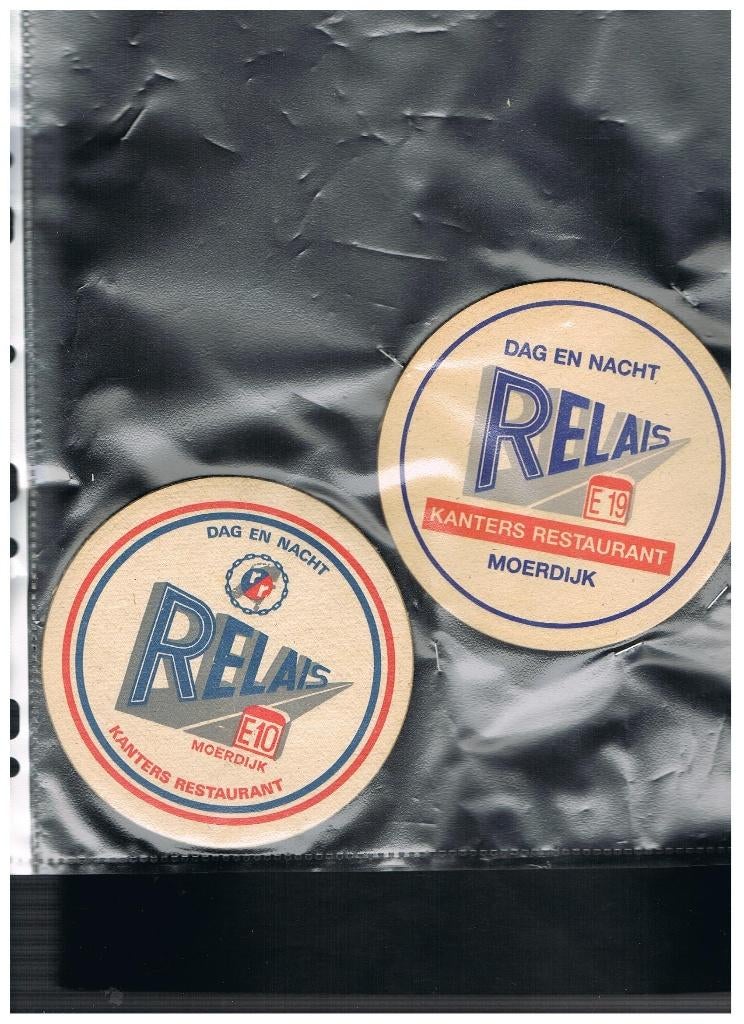 DAG EN NACHT
RELAIS
E 19
KANTERS RESTAURANT
MOERDIJK
DAG EN NACHT
RELAIS
E10
MOERDIJK
KANTERS RESTAURANT